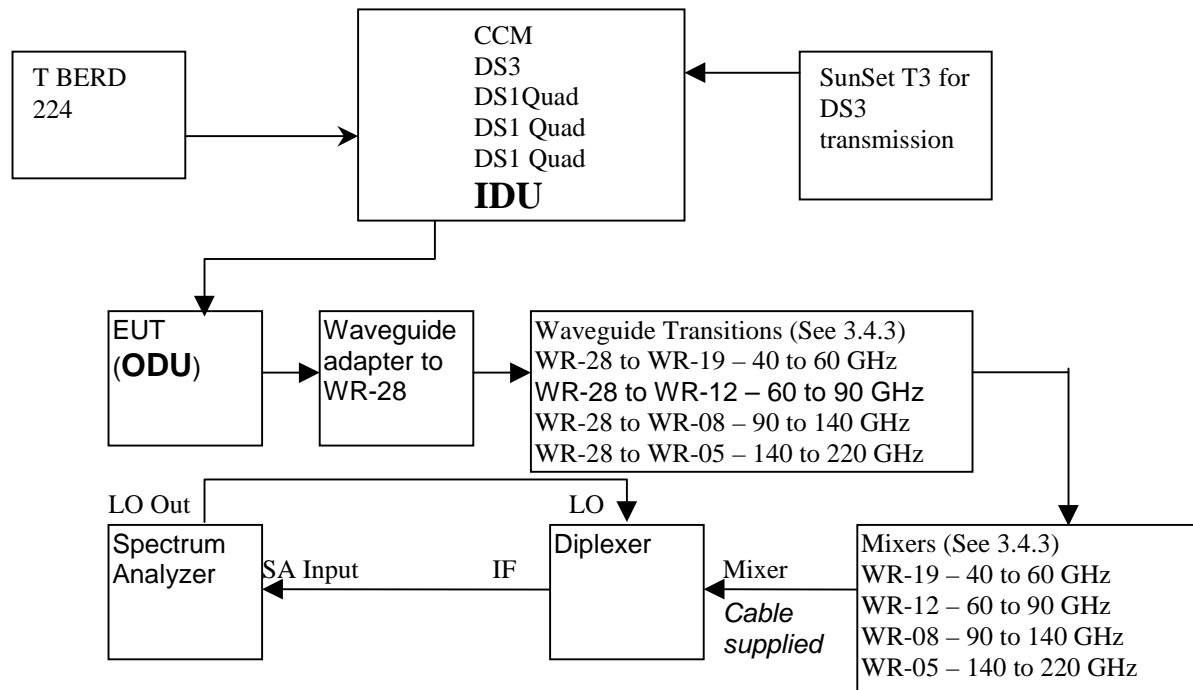 T BERD
224
CCM
DS3
DS1Quad
DS1 Quad
DS1 Quad
IDU
SunSet T3 for
DS3
transmission
EUT
(ODU)
Waveguide
adapter to
WR-28
Waveguide Transitions (See 3.4.3)
WR-28 to WR-19 – 40 to 60 GHz
WR-28 to WR-12 – 60 to 90 GHz
WR-28 to WR-08 – 90 to 140 GHz
WR-28 to WR-05 – 140 to 220 GHz
LO Out
LO
Spectrum
Analyzer
SA Input
IF
Diplexer
Mixer
Cable
supplied
Mixers (See 3.4.3)
WR-19 – 40 to 60 GHz
WR-12 – 60 to 90 GHz
WR-08 – 90 to 140 GHz
WR-05 – 140 to 220 GHz